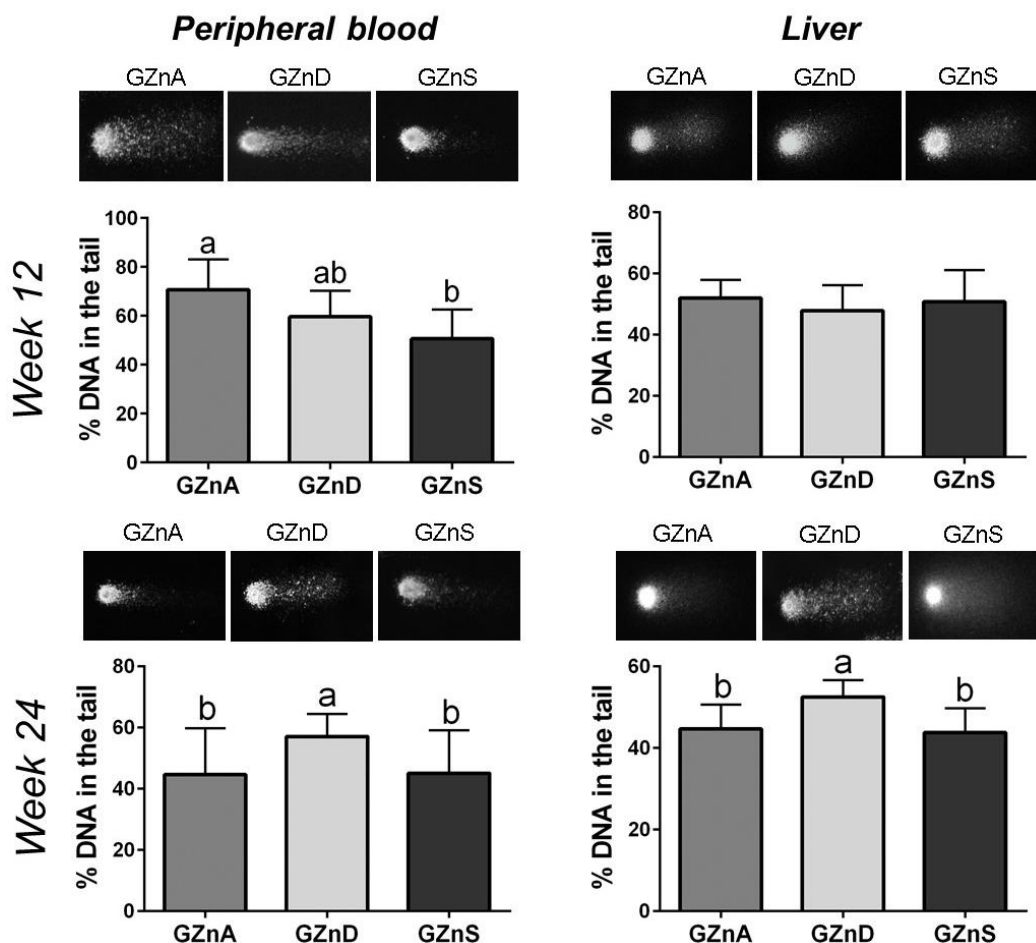 Peripheral blood
Liver
GZnA GZnD GZnS
GZnA GZnD GZnS
Week 12
% DNA in the tail
100
80
60
40
20
0
a
ab
b
GZnA GZnD GZnS
% DNA in the tail
80
60
40
20
0
GZnA GZnD GZnS
Week 24
GZnA GZnD GZnS
% DNA in the tail
80
60
40
20
0
b
a
b
GZnA GZnD GZnS
GZnA GZnD GZnS
% DNA in the tail
60
40
20
0
b
a
b
GZnA GZnD GZnS